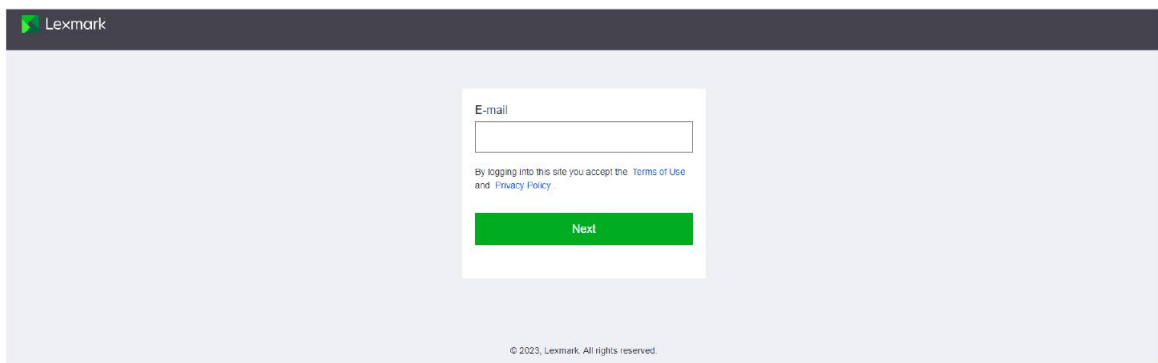 Lexmark
E-mail
By logging into this site you accept the Terms of Use
and Privacy Policy .
Next
© 2023, Lexmark. All rights reserved.